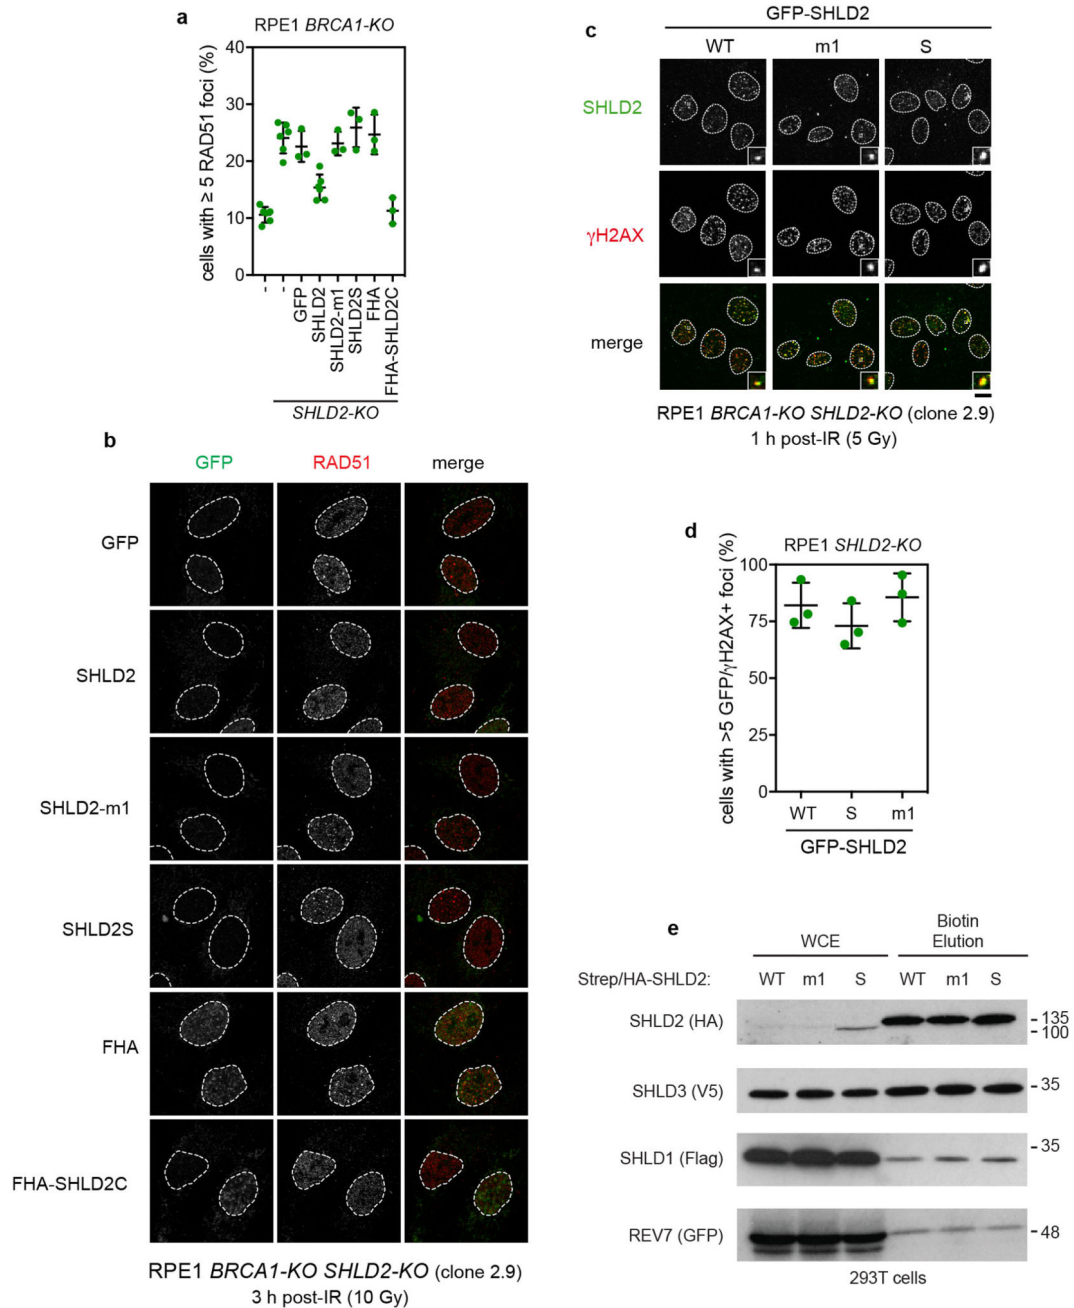 a
RPE1 BRCA1-KO
cells with ≥ 5 RAD51 foci (%)
40
30
20
10
0
-
-
GFP
SHLD2
SHLD2-m1
SHLD2S
FHA
FHA-SHLD2C
SHLD2-KO
b
GFP RAD51 merge
GFP
SHLD2
SHLD2-m1
SHLD2S
FHA
FHA-SHLD2C
RPE1 BRCA1-KO SHLD2-KO (clone 2.9)
3 h post-IR (10 Gy)
c
GFP-SHLD2
WT m1 S
SHLD2
γH2AX
merge
RPE1 BRCA1-KO SHLD2-KO (clone 2.9)
1 h post-IR (5 Gy)
d
RPE1 SHLD2-KO
cells with >5 GFP/γH2AX+ foci (%)
100
75
50
25
0
WT S m1
GFP-SHLD2
e
WCE
Biotin
Elution
Strep/HA-SHLD2: WT m1 S WT m1 S
SHLD2 (HA)
- 135
- 100
SHLD3 (V5)
- 35
SHLD1 (Flag)
- 35
REV7 (GFP)
- 48
293T cells